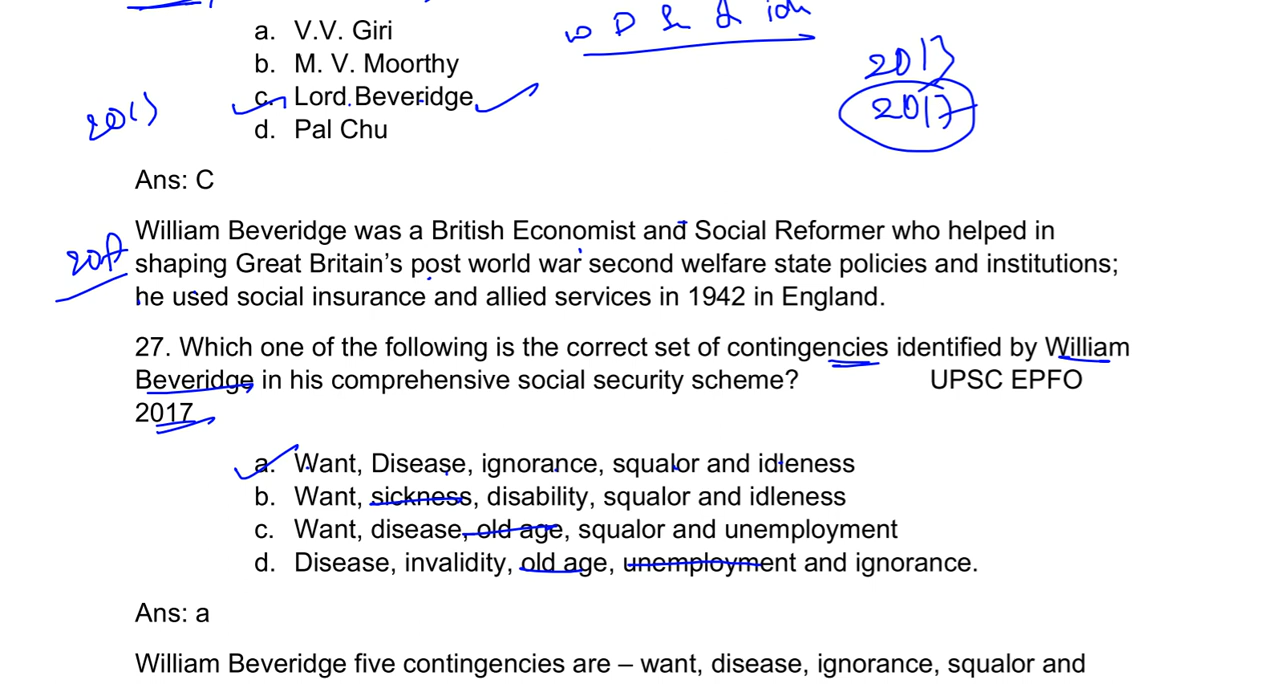 a. V.V. Giri
b. M. V. Moorthy
2013
c. Lord.Beveridge
2013
2017
d. Pal Chu
Ans: C
William Beveridge was a British Economist and Social Reformer who helped in
shaping Great Britain's post world war second welfare state policies and institutions;
he used social insurance and allied services in 1942 in England.
27. Which one of the following is the correct set of contingencies identified by William
Beveridge in his comprehensive social security scheme? UPSC EPFO
2017
a. Want, Disease, ignorance, squalor and idleness
b. Want, sickness, disability, squalor and idleness
c. Want, disease, old age, squalor and unemployment
d. Disease, invalidity, old age, unemployment and ignorance.
Ans: a
William Beveridge five contingencies are – want, disease, ignorance, squalor and